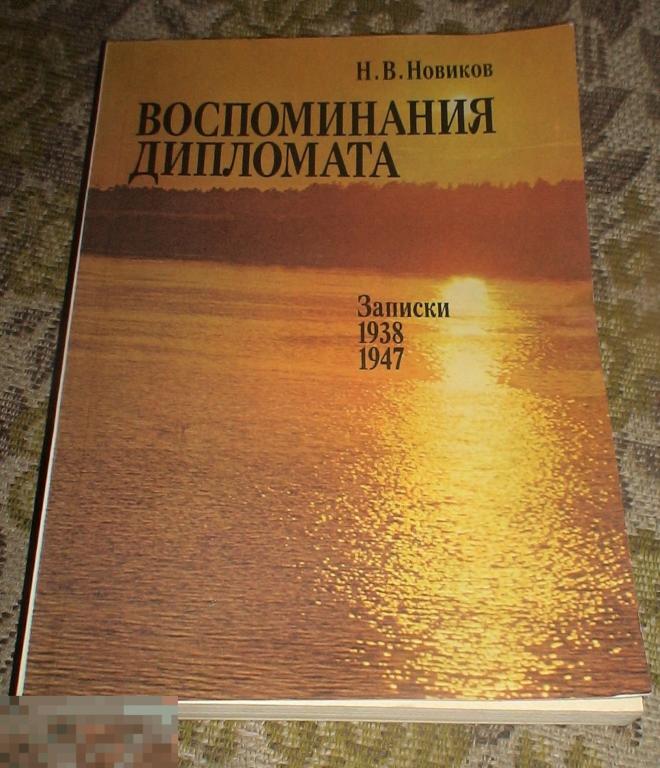 Н. В. Новиков
ВОСПОМИНАНИЯ
ДИПЛОМАТА
Записки
1938
1947